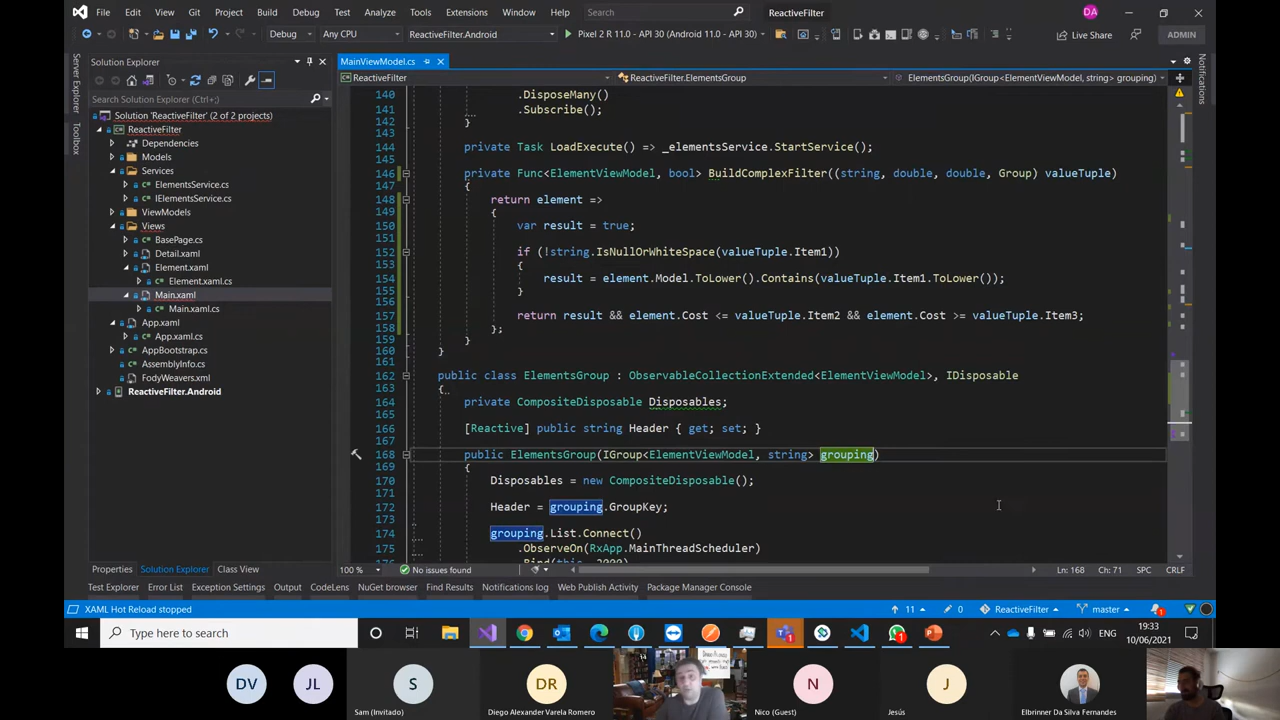 File Edit View Git Project Build Debug Test Analyze Tools Extensions Window Help Search ReactiveFilter DA
Debug Any CPU ReactiveFilter.Android Pixel 2 R 11.0 - API 30 (Android 11.0 - API 30) Live Share ADMIN
Server Explorer
Toolbox
Solution Explorer
Search Solution Explorer (Ctrl+;)
Solution 'ReactiveFilter' (2 of 2 projects)
ReactiveFilter
Dependencies
Models
Services
ElementsService.cs
IElementsService.cs
ViewModels
Views
BasePage.cs
Detail.xaml
Element.xaml
Element.xaml.cs
Main.xaml
Main.xaml.cs
App.xaml
App.xaml.cs
AppBootstrap.cs
AssemblyInfo.cs
FodyWeavers.xml
ReactiveFilter.Android
Properties Solution Explorer Class View
MainViewModel.cs
ReactiveFilter ReactiveFilter.ElementsGroup ElementsGroup(IGroup<ElementViewModel, string> grouping)
Notifications
140 .DisposeMany()
141 .Subscribe();
142 }
143
144 private Task LoadExecute() => _elementsService.StartService();
145
146 private Func<ElementViewModel, bool> BuildComplexFilter((string, double, double, Group) valueTuple)
147 {
148 return element =>
149 {
150 var result = true;
151
152 if (!string.IsNullOrWhiteSpace(valueTuple.Item1))
153 {
154 result = element.Model.ToLower().Contains(valueTuple.Item1.ToLower());
155 }
156
157 return result && element.Cost <= valueTuple.Item2 && element.Cost >= valueTuple.Item3;
158 };
159 }
160 }
161
162 public class ElementsGroup : ObservableCollectionExtended<ElementViewModel>, IDisposable
163 {
164 private CompositeDisposable Disposables;
165
166 [Reactive] public string Header { get; set; }
167
168 public ElementsGroup(IGroup<ElementViewModel, string> grouping)
169 {
170 Disposables = new CompositeDisposable();
171
172 Header = grouping.GroupKey;
173
174 grouping.List.Connect()
175 .ObserveOn(RxApp.MainThreadScheduler)
176 .Bind(this, 2000)
100 % No issues found Ln: 168 Ch: 71 SPC CRLF
Test Explorer Error List Exception Settings Output CodeLens NuGet browser Find Results Notifications log Web Publish Activity Package Manager Console
XAML Hot Reload stopped 11 0 ReactiveFilter master 1
Type here to search ENG 19:33
10/06/2021
DV JL S DR N J
Sam (Invitado) Diego Alexander Varela Romero Nico (Guest) Jesús Elbrinner Da Silva Fernandes